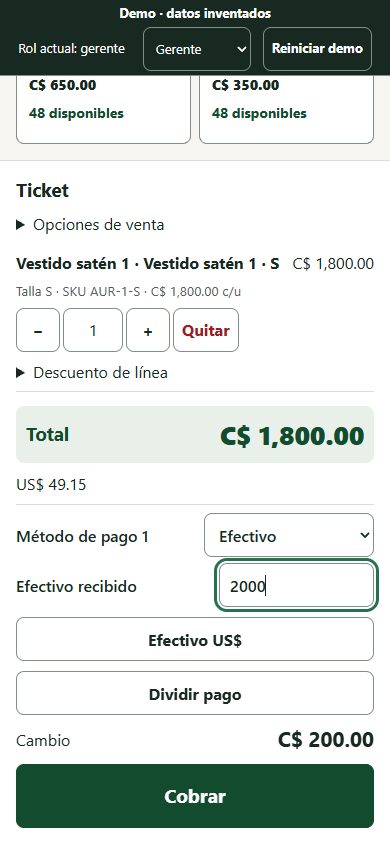 Demo · datos inventados
Rol actual: gerente
Gerente
Reiniciar demo
C$ 650.00
C$ 350.00
48 disponibles
48 disponibles
Ticket
Opciones de venta
Vestido satén 1 · Vestido satén 1 · S
C$ 1,800.00
Talla S · SKU AUR-1-S · C$ 1,800.00 c/u
−
1
+
Quitar
Descuento de línea
Total
C$ 1,800.00
US$ 49.15
Método de pago 1
Efectivo
Efectivo recibido
2000
Efectivo US$
Dividir pago
Cambio
C$ 200.00
Cobrar